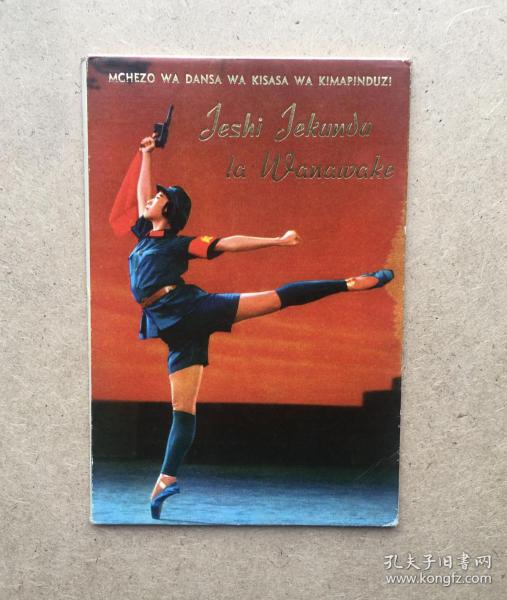 MCHEZO WA DANSA WA KISASA WA KIMAPINDUZI
Jeshi Jekundu
la Wanawake
孔夫子旧书网
www.kongfz.com